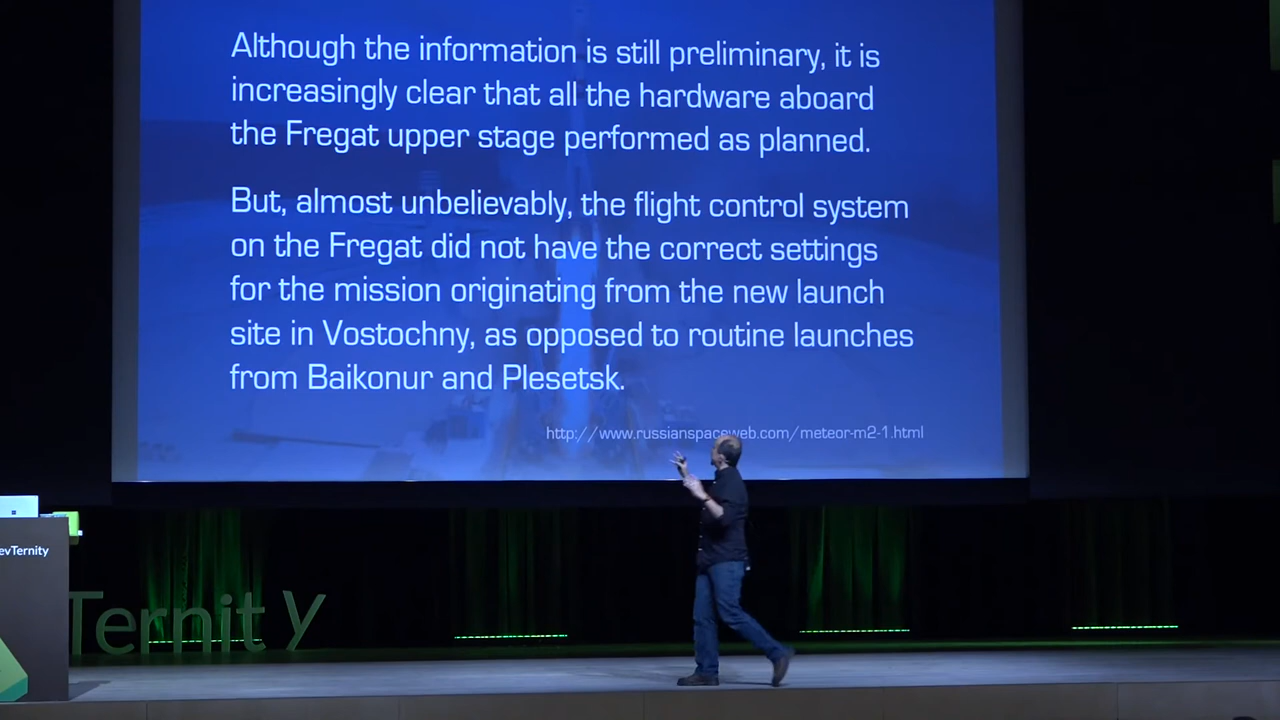 Although the information is still preliminary, it is
increasingly clear that all the hardware aboard
the Fregat upper stage performed as planned.
But, almost unbelievably, the flight control system
on the Fregat did not have the correct settings
for the mission originating from the new launch
site in Vostochny, as opposed to routine launches
from Baikonur and Plesetsk.
http://www.russianspaceweb.com/meteor-m2-1.html
evTernity
Ternity